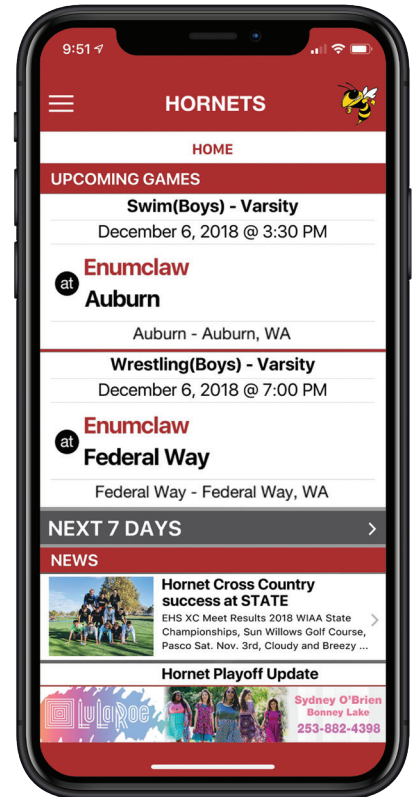 9:51
HORNETS
HOME
UPCOMING GAMES
Swim(Boys) - Varsity
December 6, 2018 @ 3:30 PM
Enumclaw
at
Auburn
Auburn - Auburn, WA
Wrestling(Boys) - Varsity
December 6, 2018 @ 7:00 PM
Enumclaw
at
Federal Way
Federal Way - Federal Way, WA
NEXT 7 DAYS
NEWS
Hornet Cross Country
success at STATE
EHS XC Meet Results 2018 WIAA State
Championships, Sun Willows Golf Course,
Pasco Sat. Nov. 3rd, Cloudy and Breezy ...
Hornet Playoff Update
LuLaRoe
Sydney O'Brien
Bonney Lake
253-882-4398